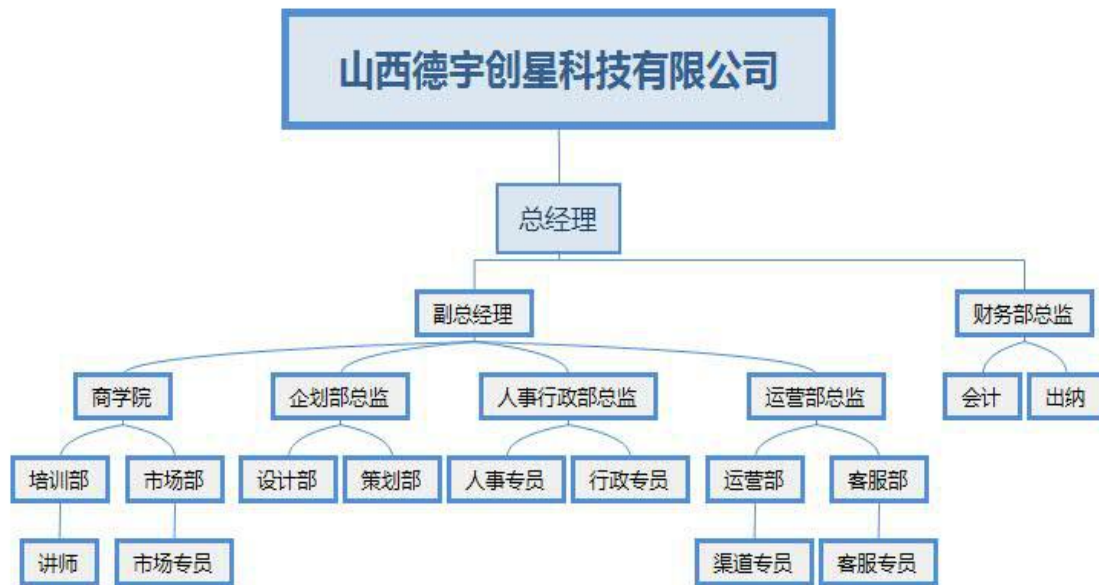 山西德宇创星科技有限公司
总经理
副总经理
财务部总监
商学院
企划部总监
人事行政部总监
运营部总监
会计
出纳
培训部
市场部
设计部
策划部
人事专员
行政专员
运营部
客服部
讲师
市场专员
渠道专员
客服专员